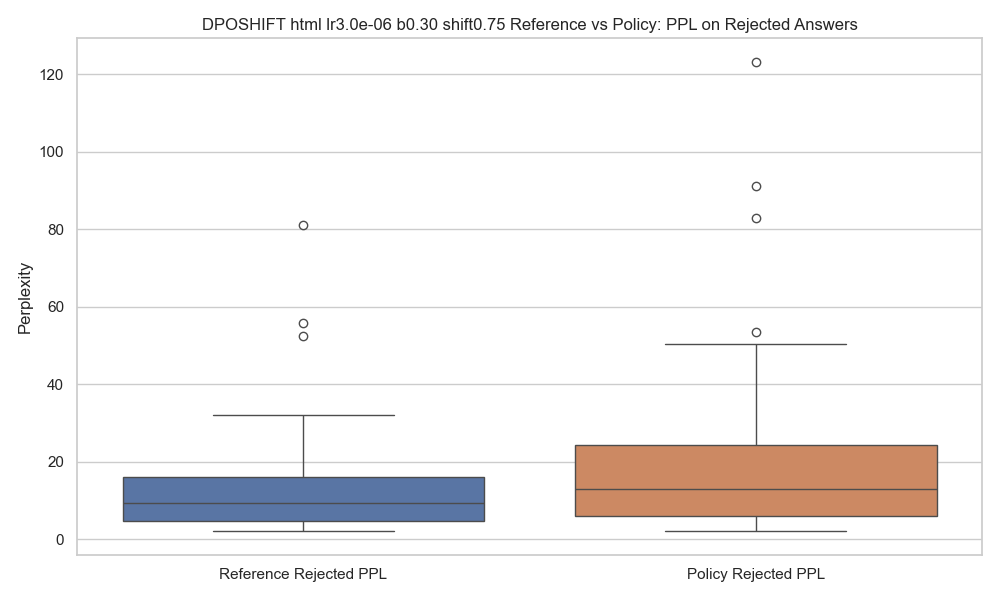 DPOSHIFT html lr3.0e-06 b0.30 shift0.75 Reference vs Policy: PPL on Rejected Answers
120
100
80
60
40
20
0
Perplexity
Reference Rejected PPL
Policy Rejected PPL